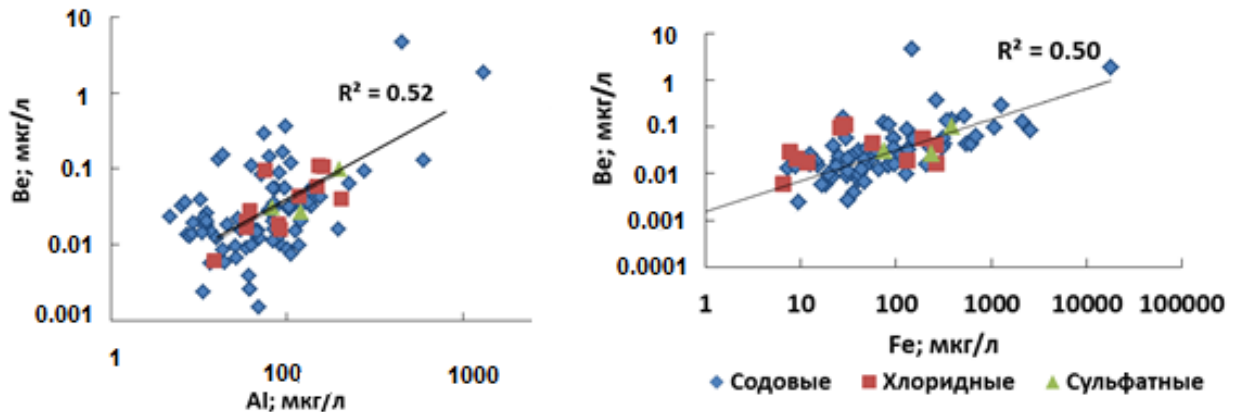 10
1
0.1
0.01
0.001
Be; мкг/л
R² = 0.52
1
100
1000
Al; мкг/л
10
1
0.1
0.01
0.001
0.0001
Be; мкг/л
R² = 0.50
1
10
100
1000
10000
100000
Fe; мкг/л
Содовые
Хлоридные
Сульфатные